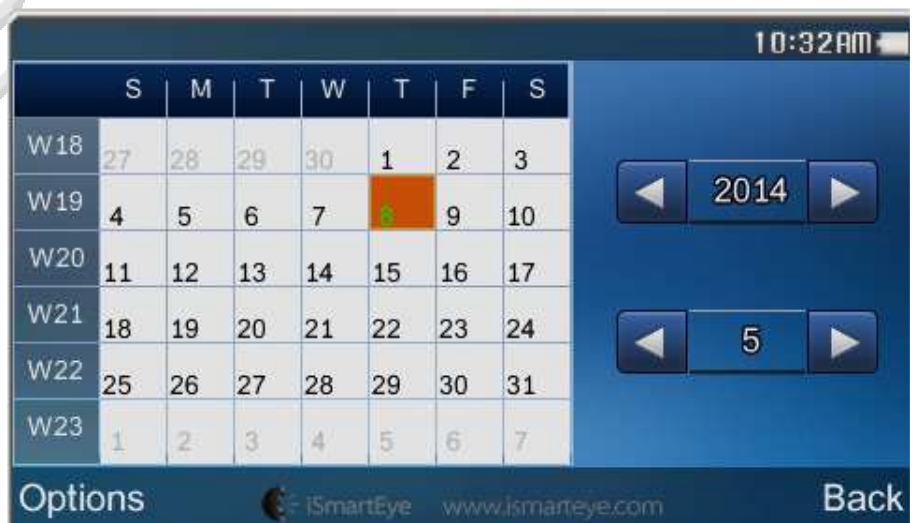 10:32AM
S M T W T F S
W18 27 28 29 30 1 2 3
W19 4 5 6 7 8 9 10
2014
W20 11 12 13 14 15 16 17
W21 18 19 20 21 22 23 24
5
W22 25 26 27 28 29 30 31
W23 1 2 3 4 5 6 7
Options iSmartEye www.ismarteye.com Back